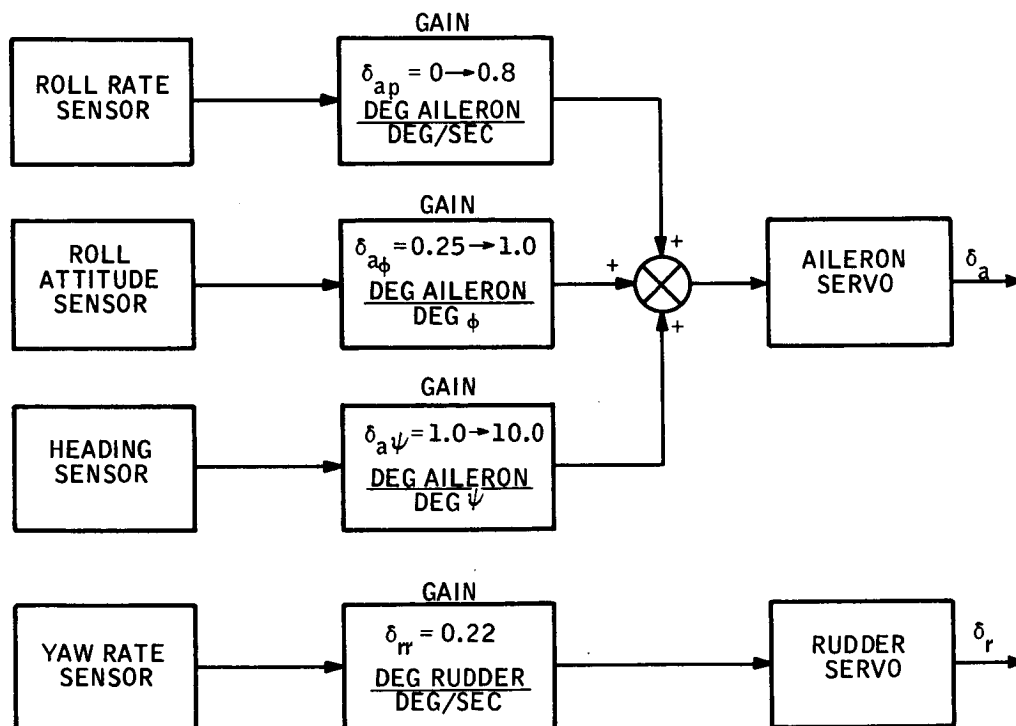 GAIN
ROLL RATE
SENSOR
δap = 0→0.8
DEG AILERON
DEG/SEC
+
GAIN
ROLL
ATTITUDE
SENSOR
δaϕ = 0.25→1.0
DEG AILERON
DEG ϕ
+
AILERON
SERVO
δa
+
GAIN
HEADING
SENSOR
δaψ = 1.0→10.0
DEG AILERON
DEG ψ
GAIN
YAW RATE
SENSOR
δrr = 0.22
DEG RUDDER
DEG/SEC
RUDDER
SERVO
δr